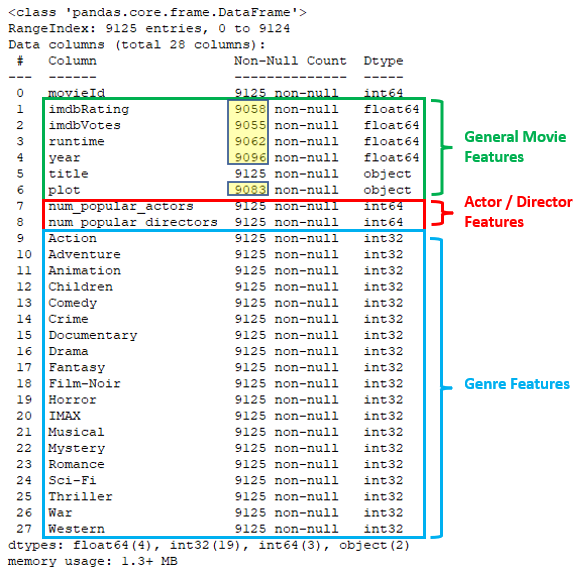 <class 'pandas.core.frame.DataFrame'>
RangeIndex: 9125 entries, 0 to 9124
Data columns (total 28 columns):
 #   Column                 Non-Null Count  Dtype
---  ------                 --------------  -----
 0   movieId                9125 non-null   int64
 1   imdbRating             9058 non-null   float64
 2   imdbVotes              9055 non-null   float64
 3   runtime                9062 non-null   float64
 4   year                   9096 non-null   float64
 5   title                  9125 non-null   object
 6   plot                   9083 non-null   object
General Movie
Features
 7   num_popular_actors     9125 non-null   int64
 8   num_popular_directors  9125 non-null   int64
Actor / Director
Features
 9   Action                 9125 non-null   int32
 10  Adventure              9125 non-null   int32
 11  Animation              9125 non-null   int32
 12  Children               9125 non-null   int32
 13  Comedy                 9125 non-null   int32
 14  Crime                  9125 non-null   int32
 15  Documentary            9125 non-null   int32
 16  Drama                  9125 non-null   int32
 17  Fantasy                9125 non-null   int32
 18  Film-Noir              9125 non-null   int32
 19  Horror                 9125 non-null   int32
 20  IMAX                   9125 non-null   int32
 21  Musical                9125 non-null   int32
 22  Mystery                9125 non-null   int32
 23  Romance                9125 non-null   int32
 24  Sci-Fi                 9125 non-null   int32
 25  Thriller               9125 non-null   int32
 26  War                    9125 non-null   int32
 27  Western                9125 non-null   int32
Genre Features
dtypes: float64(4), int32(19), int64(3), object(2)
memory usage: 1.3+ MB